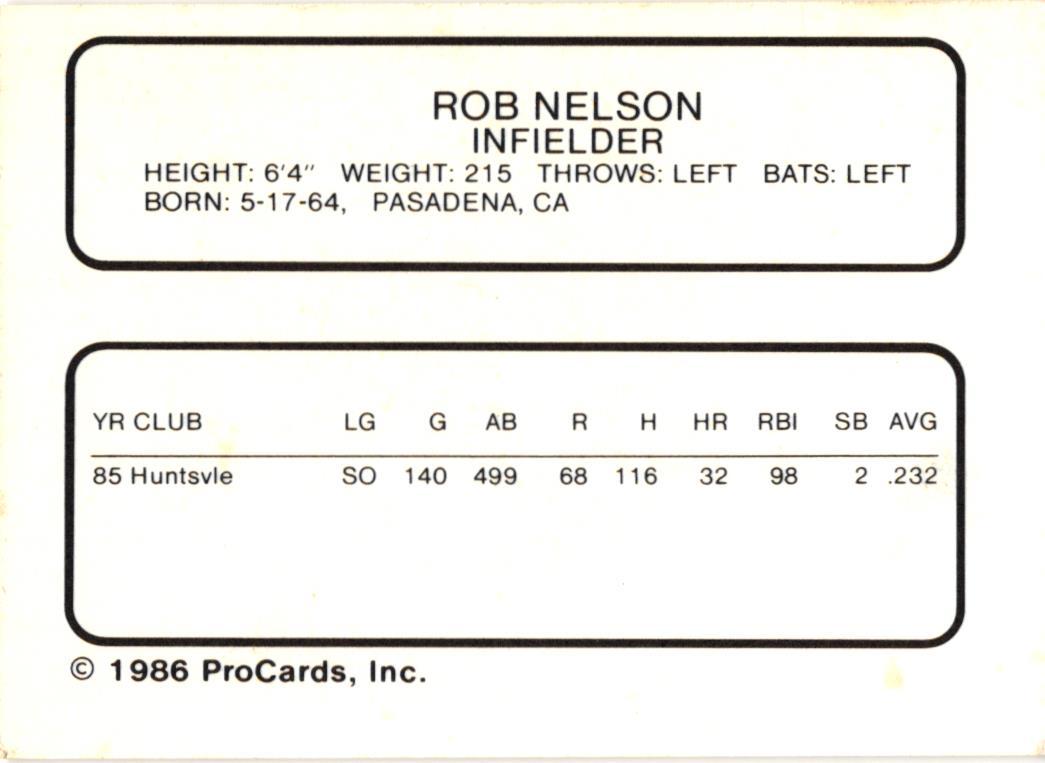 ROB NELSON
INFIELDER
HEIGHT: 6'4" WEIGHT: 215 THROWS: LEFT BATS: LEFT
BORN: 5-17-64, PASADENA, CA
YR CLUB LG G AB R H HR RBI SB AVG
85 Huntsvle SO 140 499 68 116 32 98 2 .232
© 1986 ProCards, Inc.